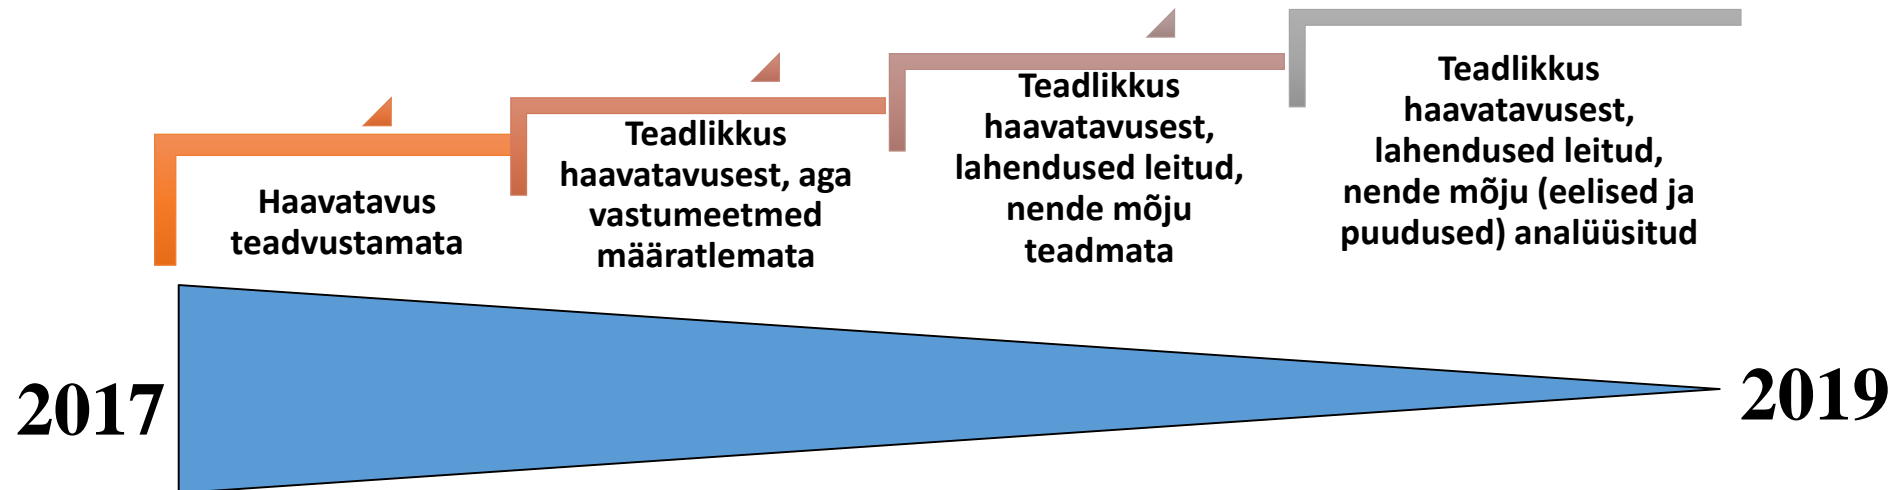 Haavatavus
teadvustamata
Teadlikkus
haavatavusest, aga
vastumeetmed
määratlemata
Teadlikkus
haavatavusest,
lahendused leitud,
nende mõju
teadmata
Teadlikkus
haavatavusest,
lahendused leitud,
nende mõju (eelised ja
puudused) analüüsitud
2017
2019